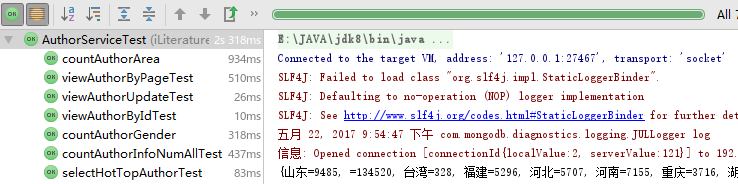 OK
All 7
AuthorServiceTest (iLiterature 2s 318ms
countAuthorArea 934ms
viewAuthorByPageTest 510ms
viewAuthorUpdateTest 26ms
viewAuthorByIdTest 10ms
countAuthorGender 318ms
countAuthorInfoNumAllTest 437ms
selectHotTopAuthorTest 83ms
E:\JAVA\jdk8\bin\java ...
Connected to the target VM, address: '127.0.0.1:27467', transport: 'socket'
SLF4J: Failed to load class "org.slf4j.impl.StaticLoggerBinder".
SLF4J: Defaulting to no-operation (NOP) logger implementation
SLF4J: See http://www.slf4j.org/codes.html#StaticLoggerBinder for further det
五月 22, 2017 9:54:47 下午 com.mongodb.diagnostics.logging.JULLogger log
信息: Opened connection [connectionId{localValue:2, serverValue:121}] to 192.
{山东=9485, =134520, 台湾=328, 福建=5296, 河北=5707, 河南=7155, 重庆=3716, 湖